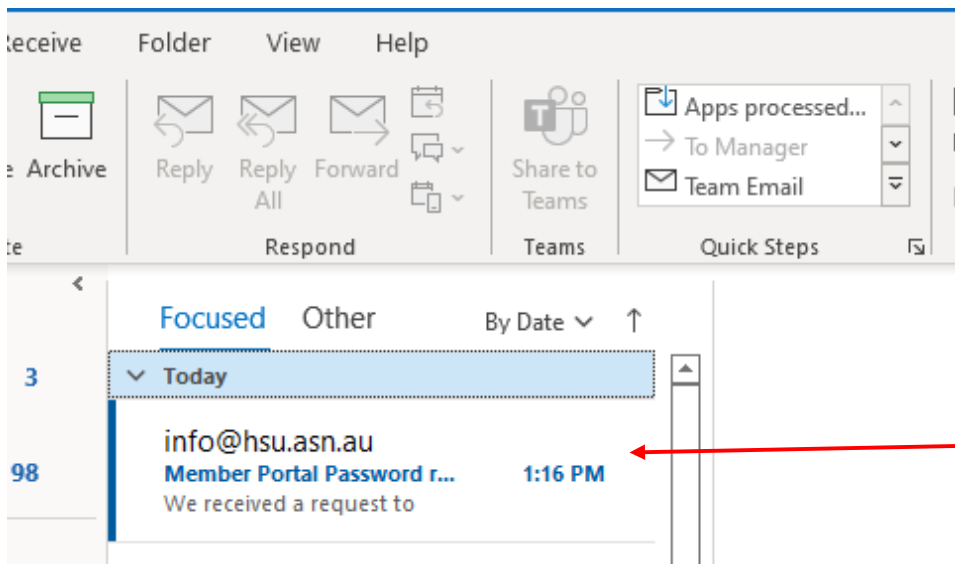 Receive Folder View Help
Apps processed...
To Manager
Team Email
Archive Reply Reply All Forward Share to Teams
Respond Teams Quick Steps
Focused Other By Date
3 Today
info@hsu.asn.au
98 Member Portal Password r... 1:16 PM
We received a request to